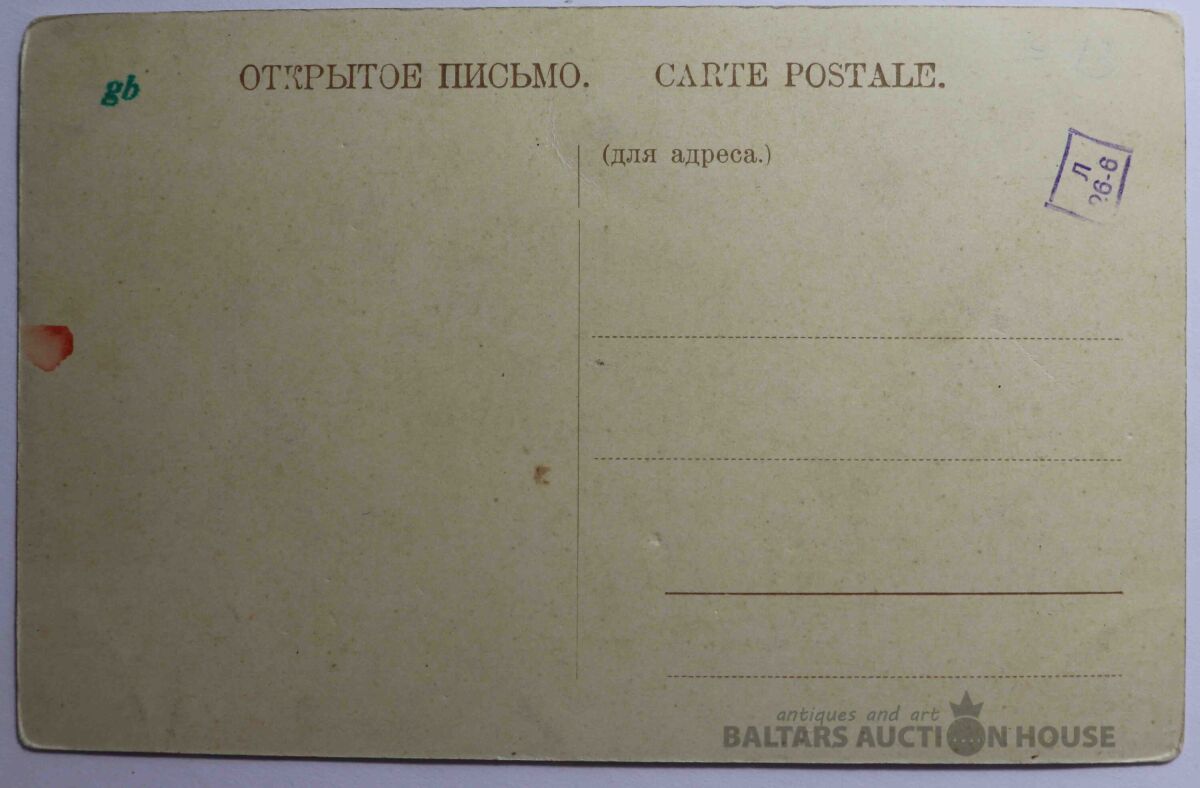 gb
ОТКРЫТОЕ ПИСЬМО. CARTE POSTALE.
(для адреса.)
Л
26-6
antiques and art
BALTARS AUCTION HOUSE